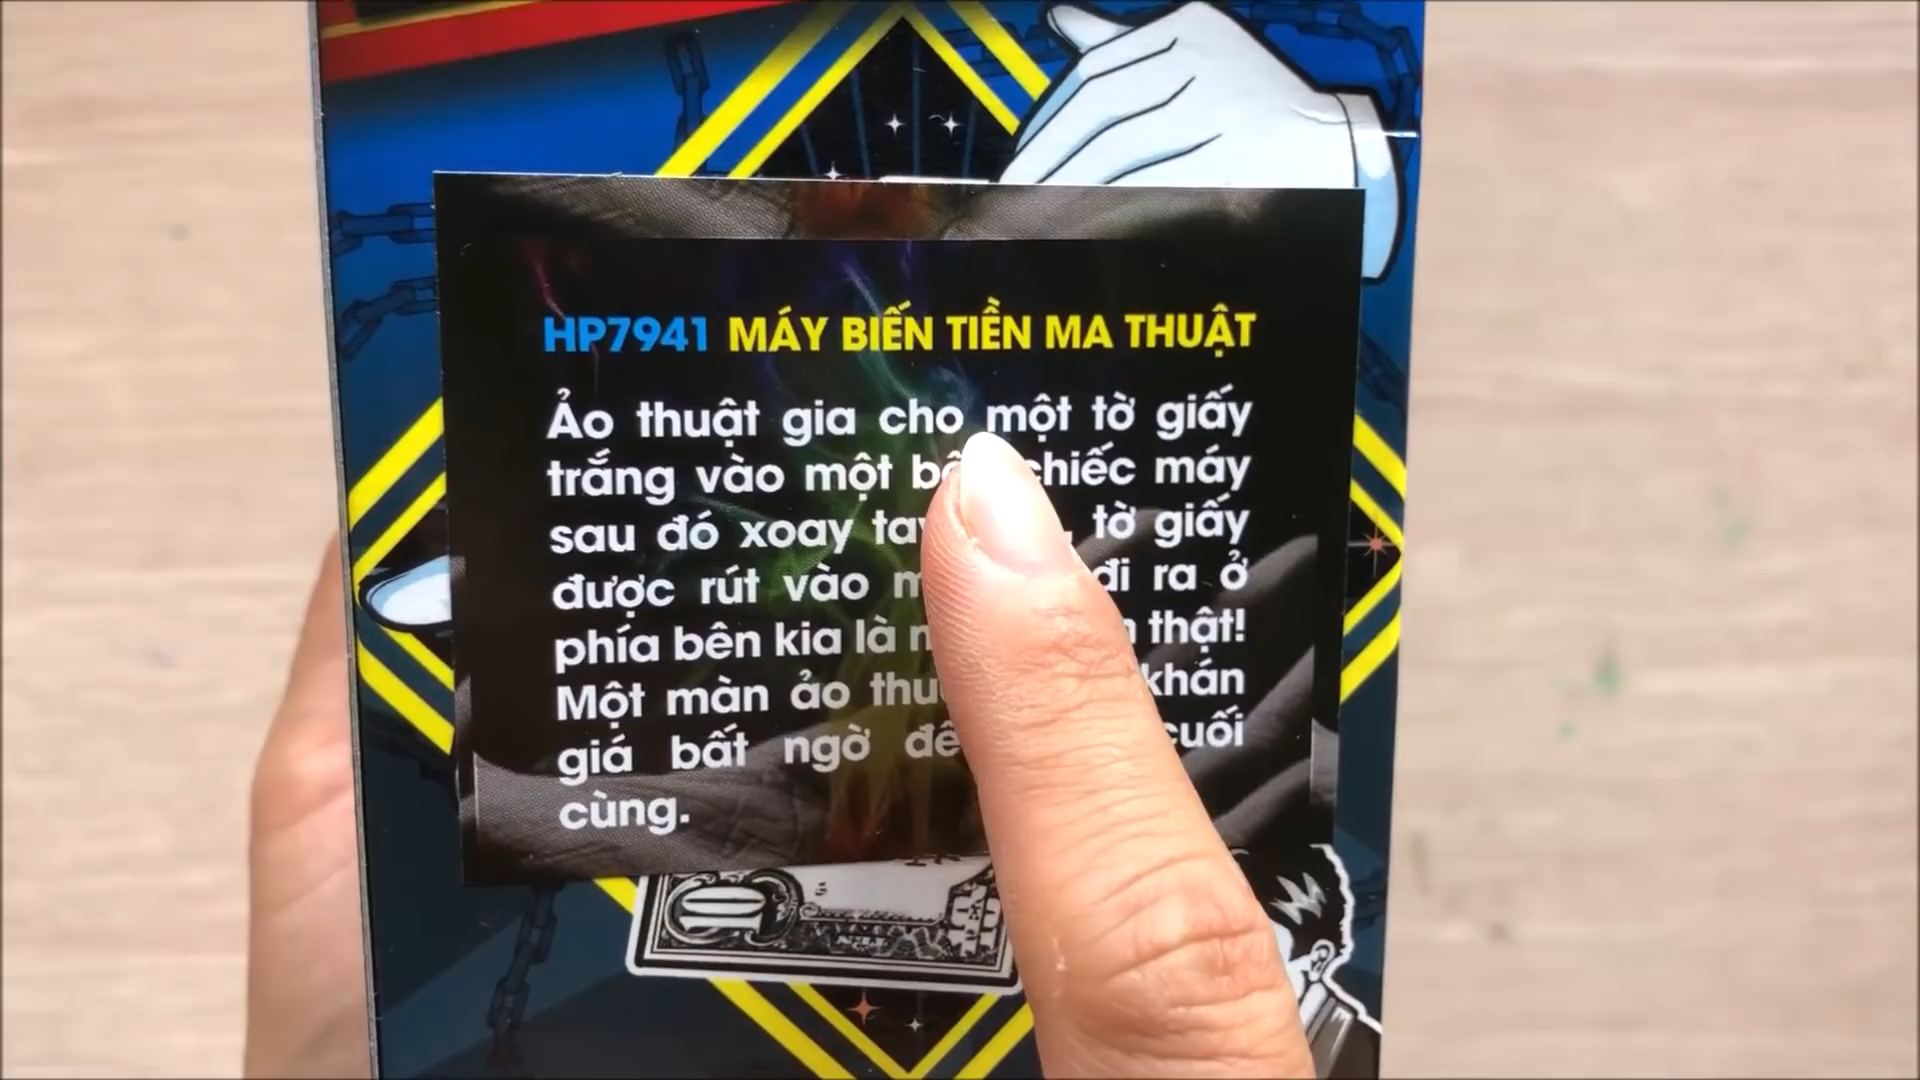 HP7941 MÁY BIẾN TIỀN MA THUẬT
Ảo thuật gia cho một tờ giấy
trắng vào một chiếc máy
sau đó xoay tờ giấy
được rút vào đi ra ở
phía bên kia là thật!
Một màn ảo khán
giá bất ngờ cuối
cùng.
10